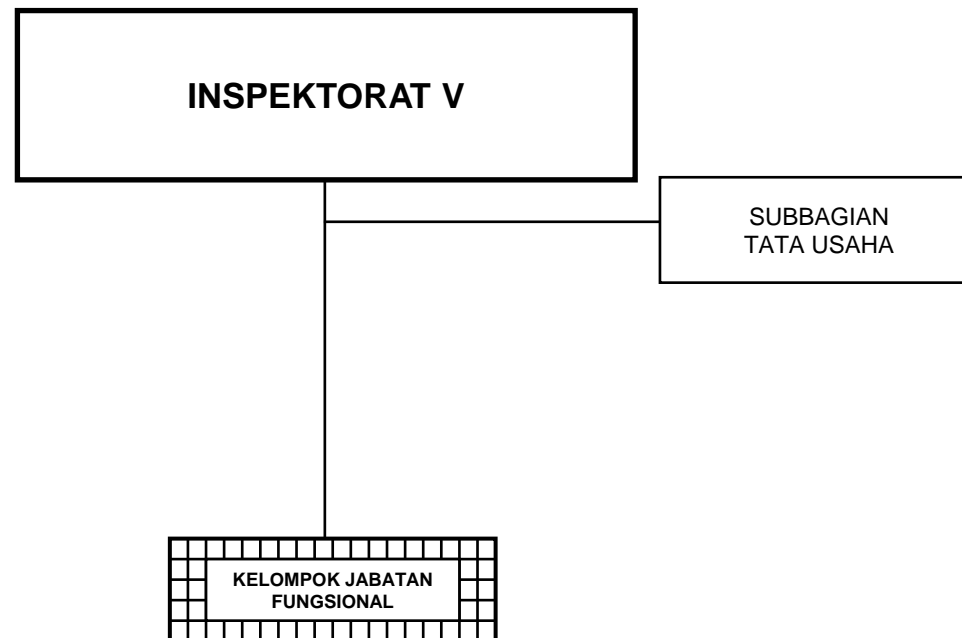 INSPEKTORAT V
SUBBAGIAN
TATA USAHA
KELOMPOK JABATAN
FUNGSIONAL